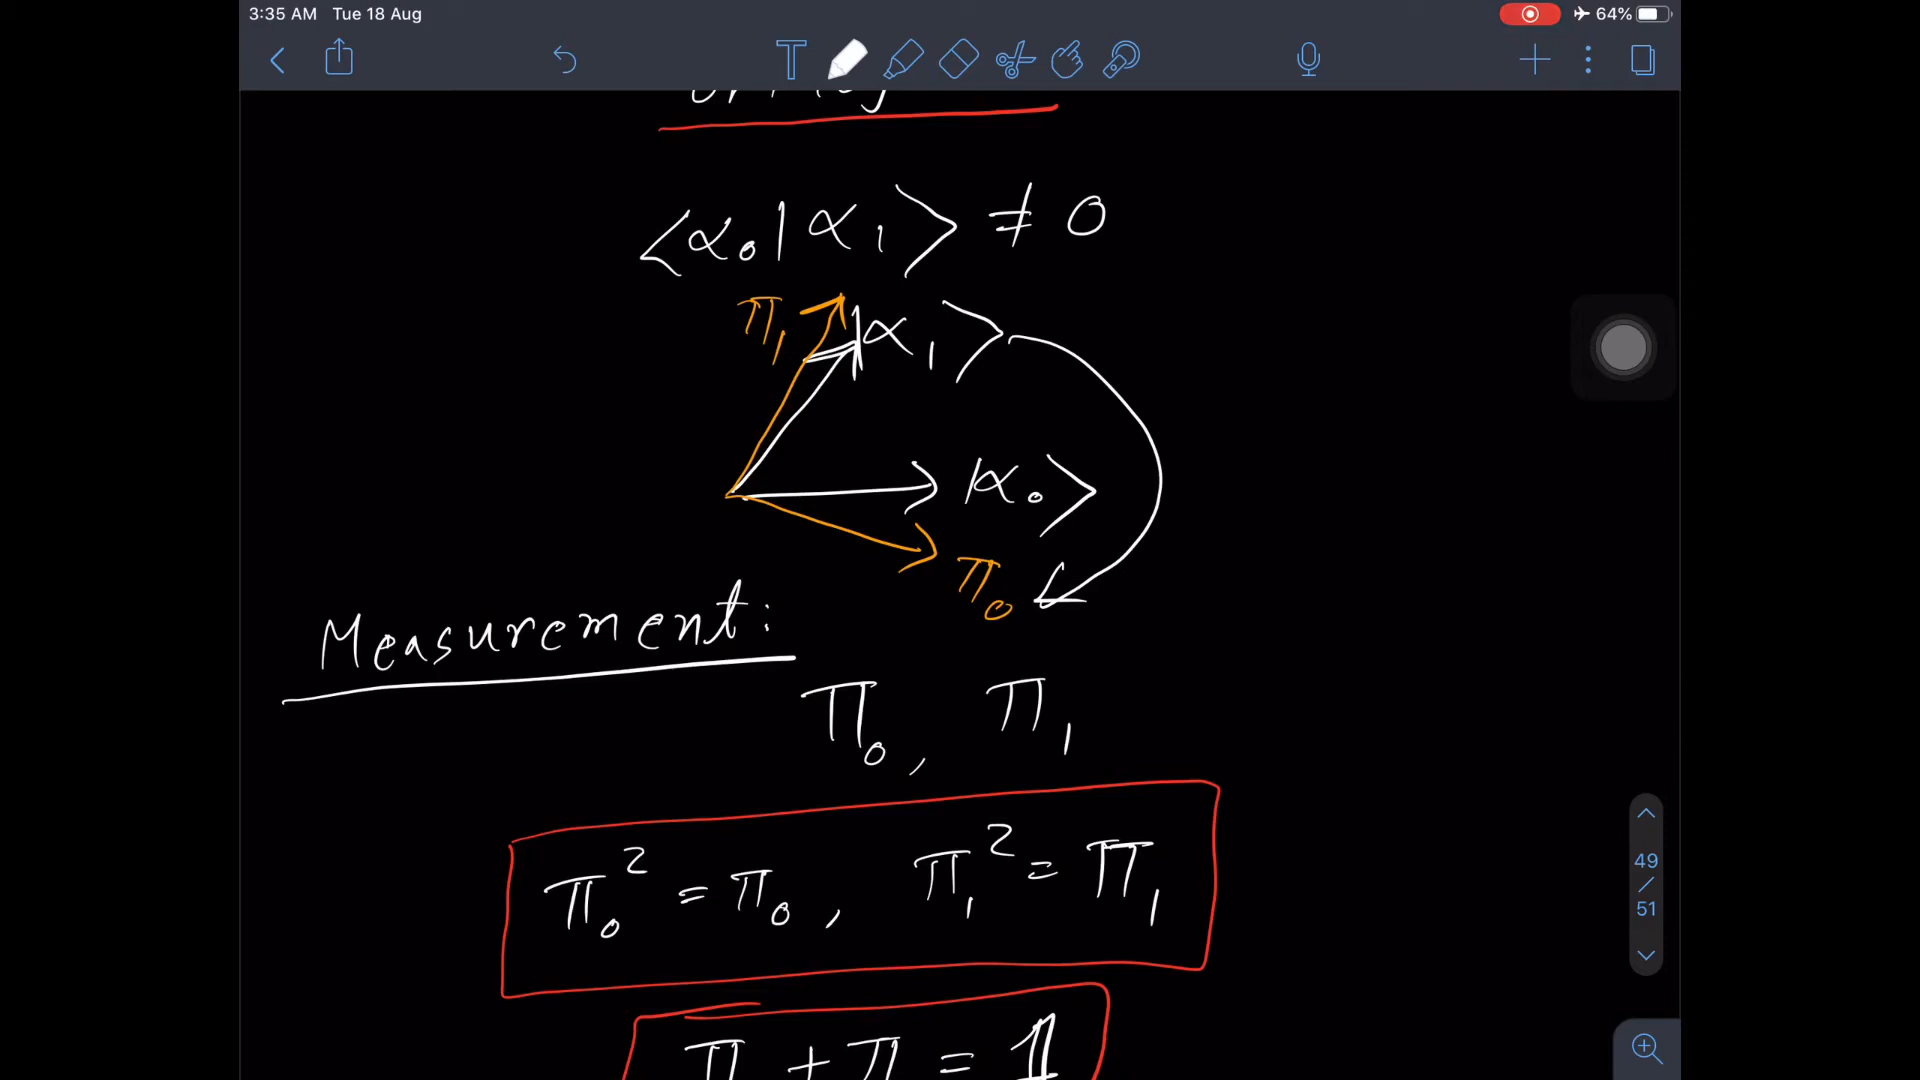 3:35 AM Tue 18 Aug
64%
⟨α₀|α₁⟩ ≠ 0
π₁
|α₁⟩
|α₀⟩
π₀
Measurement:
π₀, π₁
π₀² = π₀, π₁² = π₁
π + π = 𝟙
49
/
51